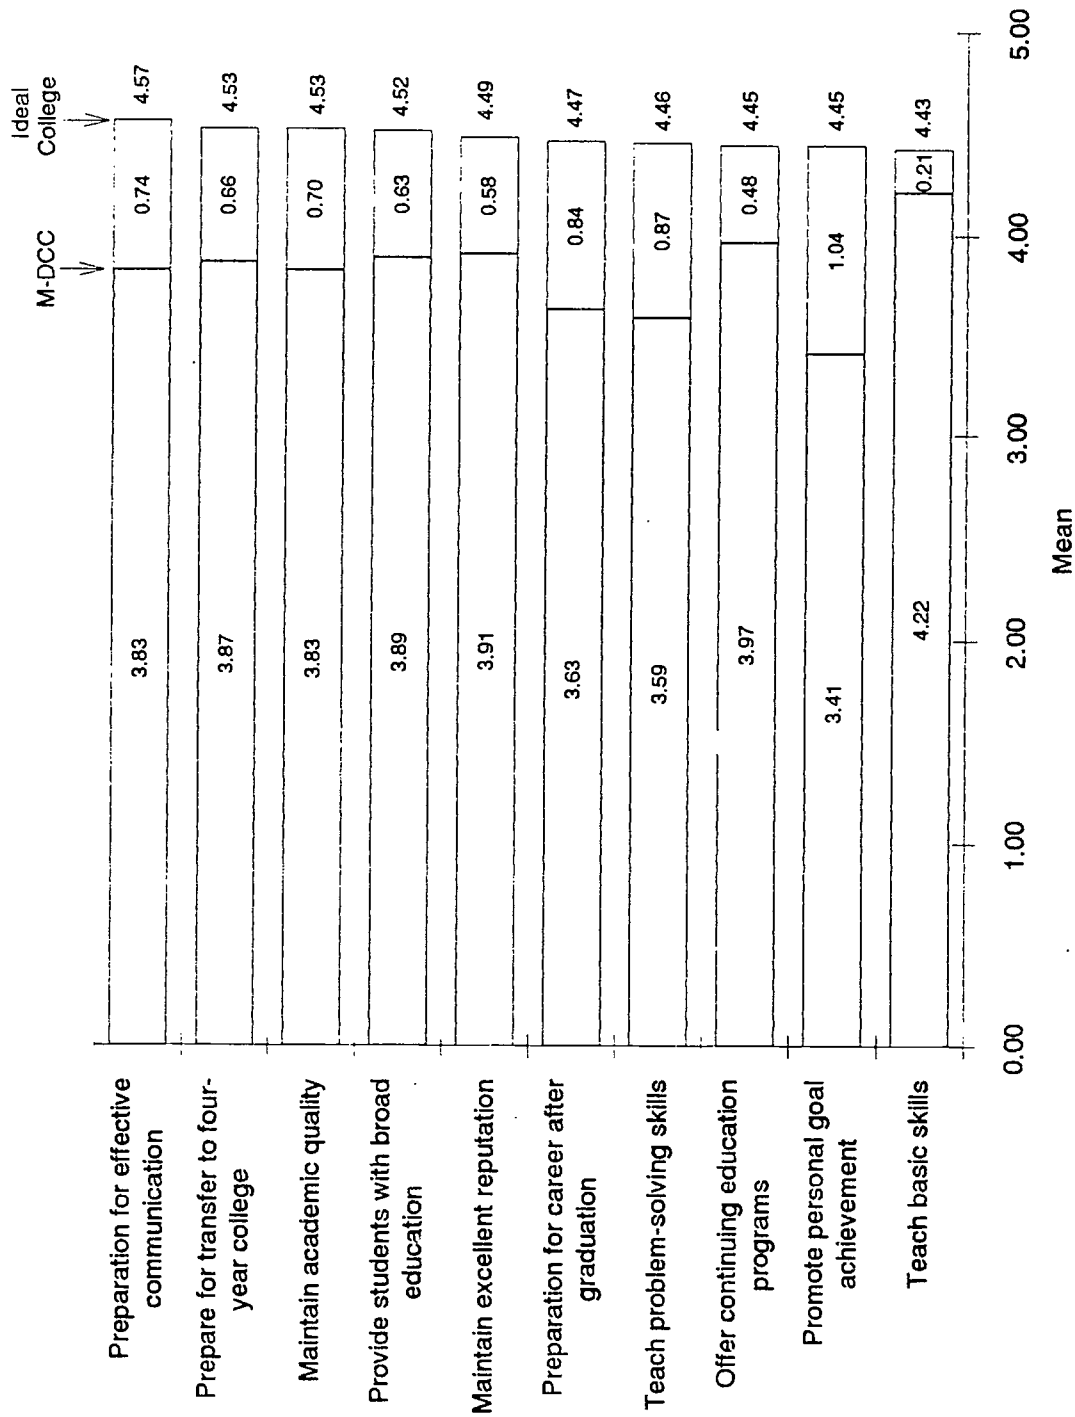 Ideal
College
M-DCC
Preparation for effective
communication
3.83
0.74
4.57
Prepare for transfer to four-
year college
3.87
0.66
4.53
Maintain academic quality
3.83
0.70
4.53
Provide students with broad
education
3.89
0.63
4.52
Maintain excellent reputation
3.91
0.58
4.49
Preparation for career after
graduation
3.63
0.84
4.47
Teach problem-solving skills
3.59
0.87
4.46
Offer continuing education
programs
3.97
0.48
4.45
Promote personal goal
achievement
3.41
1.04
4.45
Teach basic skills
4.22
0.21
4.43
0.00 1.00 2.00 3.00 4.00 5.00
Mean